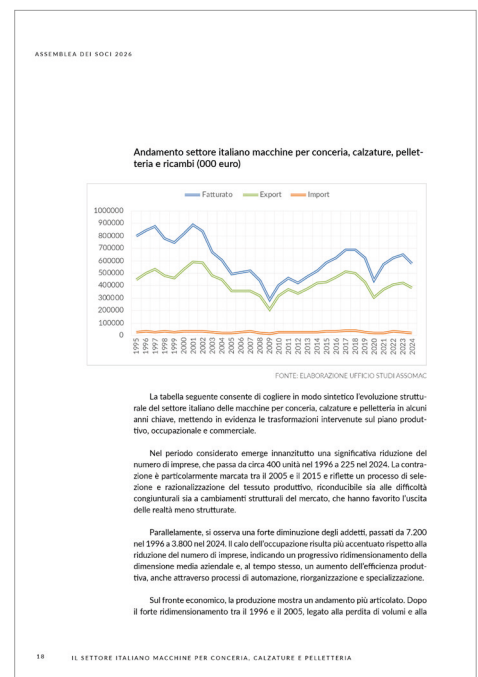 ASSEMBLEA DEI SOCI 2026
Andamento settore italiano macchine per conceria, calzature, pellet-
teria e ricambi (000 euro)
Fatturato Export Import
1000000
900000
800000
700000
600000
500000
400000
300000
200000
100000
0
1995 1996 1997 1998 1999 2000 2001 2002 2003 2004 2005 2006 2007 2008 2009 2010 2011 2012 2013 2014 2015 2016 2017 2018 2019 2020 2021 2022 2023 2024
FONTE: ELABORAZIONE UFFICIO STUDI ASSOMAC
La tabella seguente consente di cogliere in modo sintetico l'evoluzione struttu-
rale del settore italiano delle macchine per conceria, calzature e pelletteria in alcuni
anni chiave, mettendo in evidenza le trasformazioni intervenute sul piano produt-
tivo, occupazionale e commerciale.
Nel periodo considerato emerge innanzitutto una significativa riduzione del
numero di imprese, che passa da circa 400 unità nel 1996 a 225 nel 2024. La contra-
zione è particolarmente marcata tra il 2005 e il 2015 e riflette un processo di sele-
zione e razionalizzazione del tessuto produttivo, riconducibile sia alle difficoltà
congiunturali sia a cambiamenti strutturali del mercato, che hanno favorito l'uscita
delle realtà meno strutturate.
Parallelamente, si osserva una forte diminuzione degli addetti, passati da 7.200
nel 1996 a 3.800 nel 2024. Il calo dell'occupazione risulta più accentuato rispetto alla
riduzione del numero di imprese, indicando un progressivo ridimensionamento della
dimensione media aziendale e, al tempo stesso, un aumento dell'efficienza produt-
tiva, anche attraverso processi di automazione, riorganizzazione e specializzazione.
Sul fronte economico, la produzione mostra un andamento più articolato. Dopo
il forte ridimensionamento tra il 1996 e il 2005, legato alla perdita di volumi e alla
18 IL SETTORE ITALIANO MACCHINE PER CONCERIA, CALZATURE E PELLETTERIA